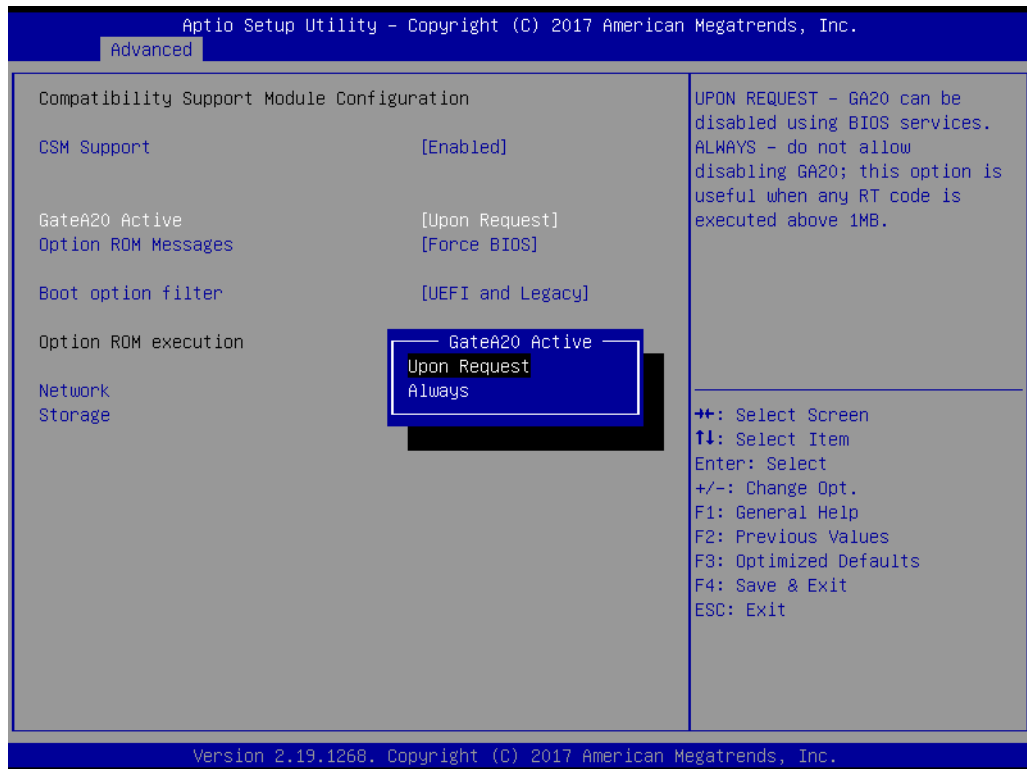 Aptio Setup Utility – Copyright (C) 2017 American Megatrends, Inc.
Advanced
Compatibility Support Module Configuration
CSM Support [Enabled]
GateA20 Active [Upon Request]
Option ROM Messages [Force BIOS]
Boot option filter [UEFI and Legacy]
Option ROM execution
Network
Storage
GateA20 Active
Upon Request
Always
UPON REQUEST – GA20 can be
disabled using BIOS services.
ALWAYS – do not allow
disabling GA20; this option is
useful when any RT code is
executed above 1MB.
→←: Select Screen
↑↓: Select Item
Enter: Select
+/-: Change Opt.
F1: General Help
F2: Previous Values
F3: Optimized Defaults
F4: Save & Exit
ESC: Exit
Version 2.19.1268. Copyright (C) 2017 American Megatrends, Inc.